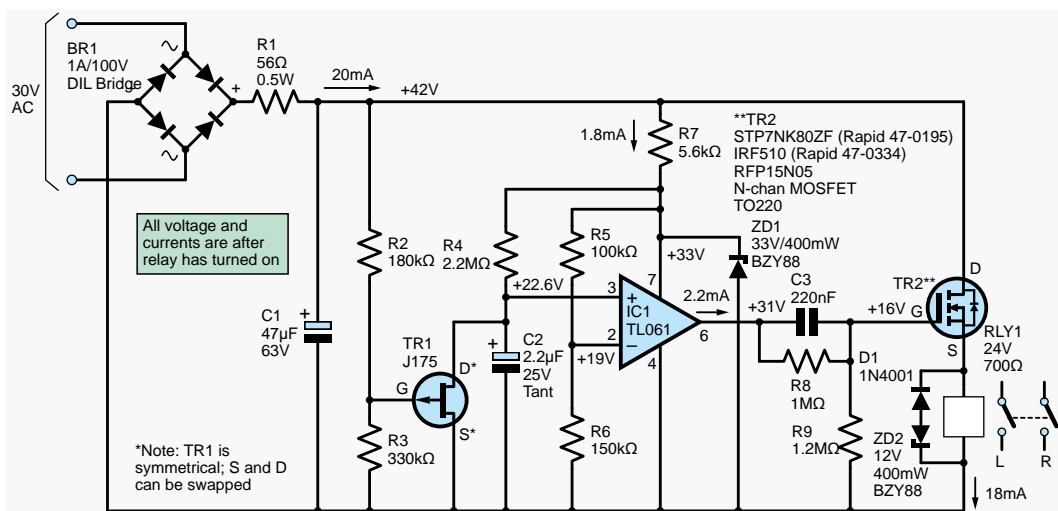 BR1
1A/100V
DIL Bridge
30V
AC
~
~
-
+
R1
56Ω
0.5W
20mA
+42V
1.8mA
R7
5.6kΩ
**TR2
STP7NK80ZF (Rapid 47-0195)
IRF510 (Rapid 47-0334)
RFP15N05
N-chan MOSFET
TO220
All voltage and
currents are after
relay has turned on
R2
180kΩ
R4
2.2MΩ
R5
100kΩ
+33V
ZD1
33V/400mW
BZY88
+22.6V
3
+
7
IC1
TL061
2
–
4
6
2.2mA
+31V
C3
220nF
+16V
TR2**
G
D
S
RLY1
24V
700Ω
C1
47µF
63V
+
TR1
J175
G
D*
S*
+
C2
2.2µF
25V
Tant
+19V
R8
1MΩ
D1
1N4001
R3
330kΩ
R6
150kΩ
R9
1.2MΩ
ZD2
12V
400mW
BZY88
L
R
18mA
*Note: TR1 is
symmetrical; S and D
can be swapped